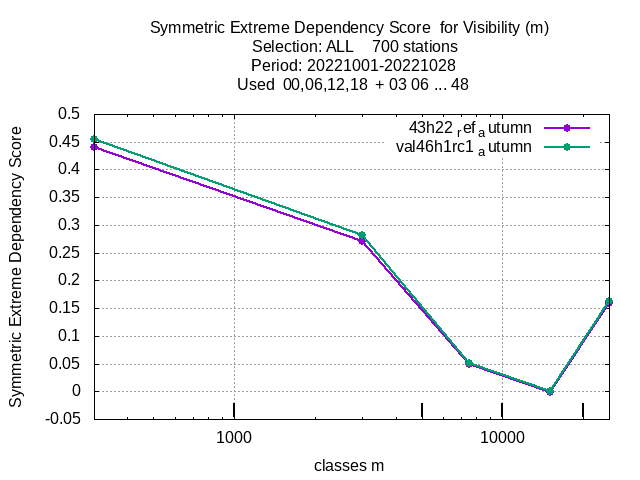 Symmetric Extreme Dependency Score  for Visibility (m)
Selection: ALL    700 stations
Period: 20221001-20221028
Used  00,06,12,18  + 03 06 ... 48
43h22 ref autumn
val46h1rc1 autumn
Symmetric Extreme Dependency Score
0.5
0.45
0.4
0.35
0.3
0.25
0.2
0.15
0.1
0.05
0
-0.05
1000 10000
classes m